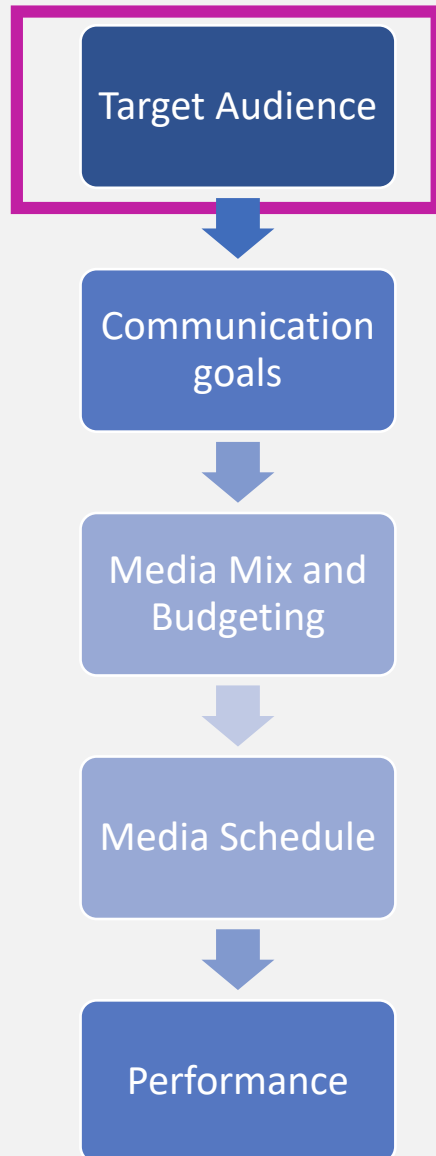 Target Audience
Communication
goals
Media Mix and
Budgeting
Media Schedule
Performance